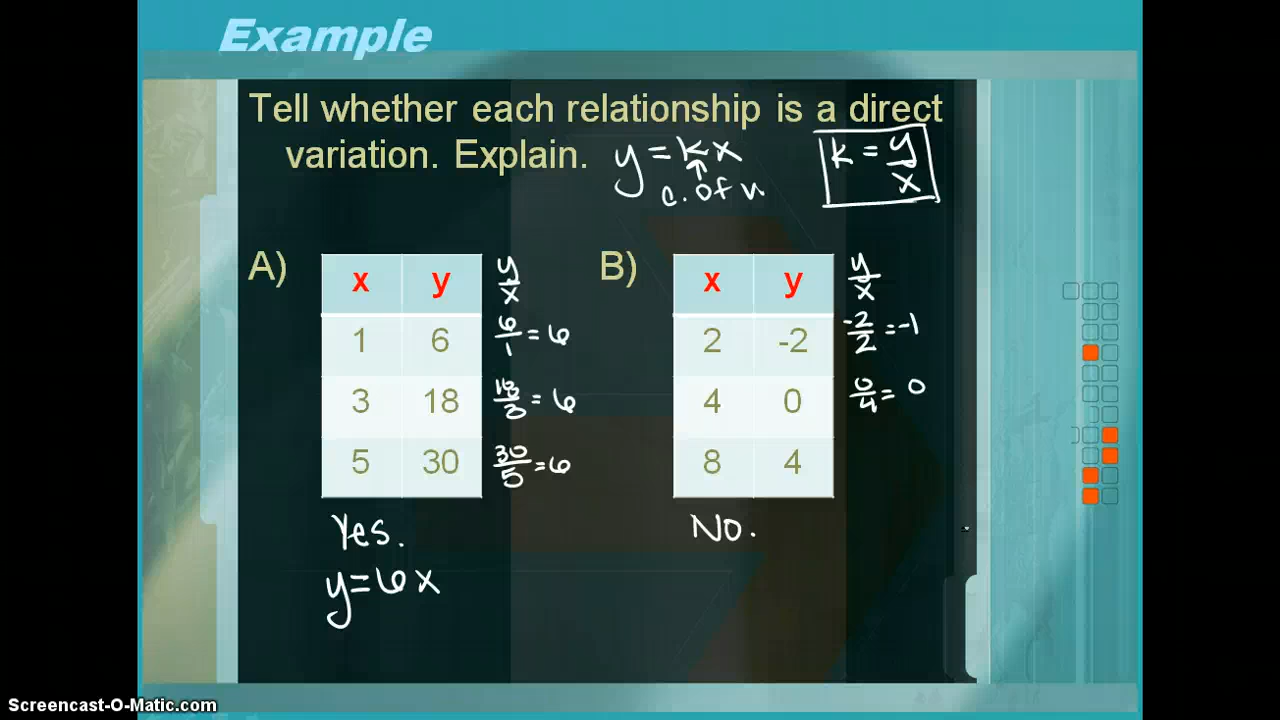 Example
Tell whether each relationship is a direct
variation. Explain.
y = kx
c. of v
k = y/x
A)
x y y/x
1 6 6/1 = 6
3 18 18/3 = 6
5 30 30/5 = 6
Yes.
y = 6x
B)
x y y/x
2 -2 -2/2 = -1
4 0 0/4 = 0
8 4
No.
Screencast-O-Matic.com